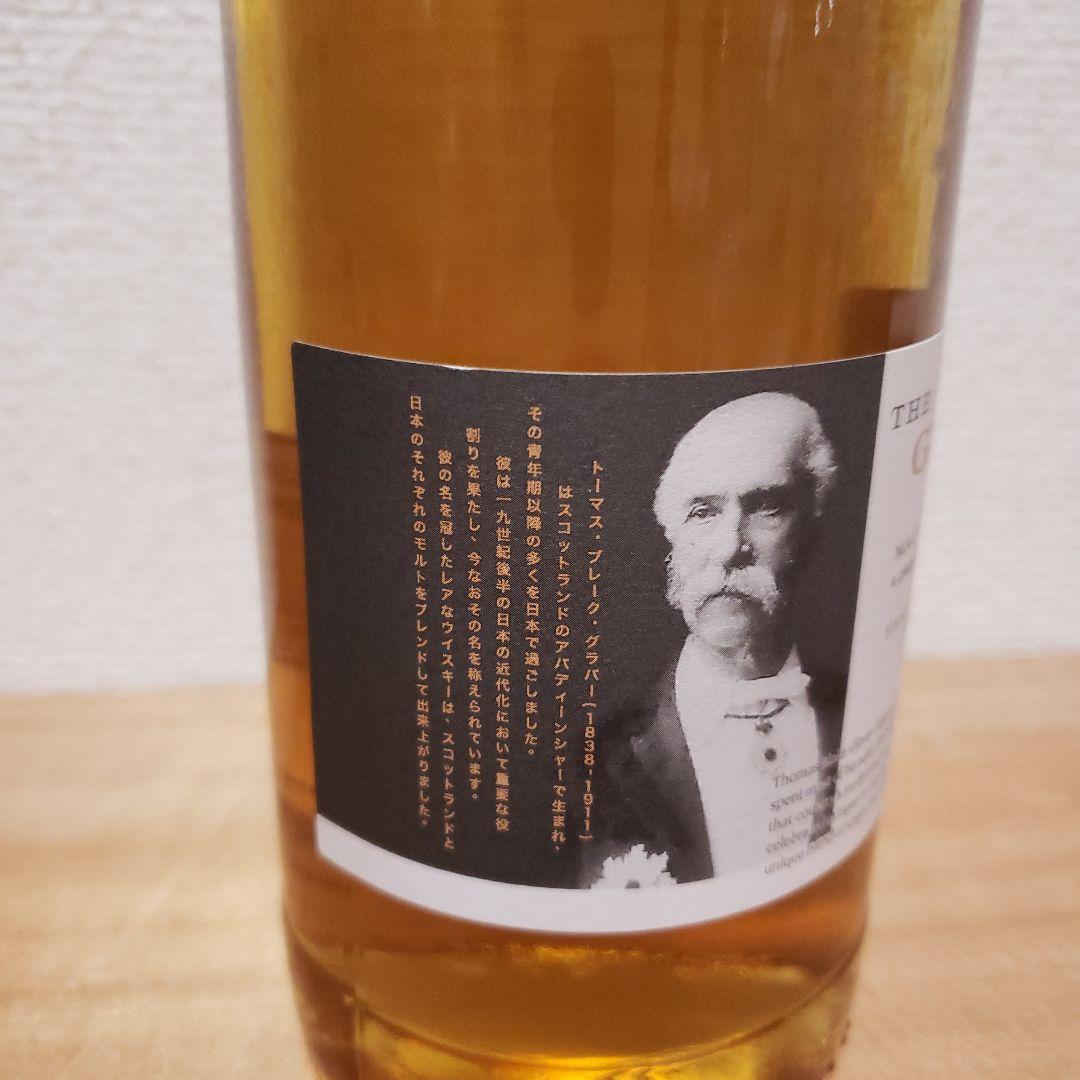 トーマス・ブレーク・グラバー(1838-1911)
はスコットランドのアバディーンシャーで生まれ、
その青年期以降の多くを日本で過ごしました。
彼は一九世紀後半の日本の近代化において重要な役
割りを果たし、今なおその名を称えられています。
彼の名を冠したレアなウイスキーは、スコットランドと
日本のそれぞれのモルトをブレンドして出来上がりました。
THE
G
Thomas
spent
that
celebra
unique